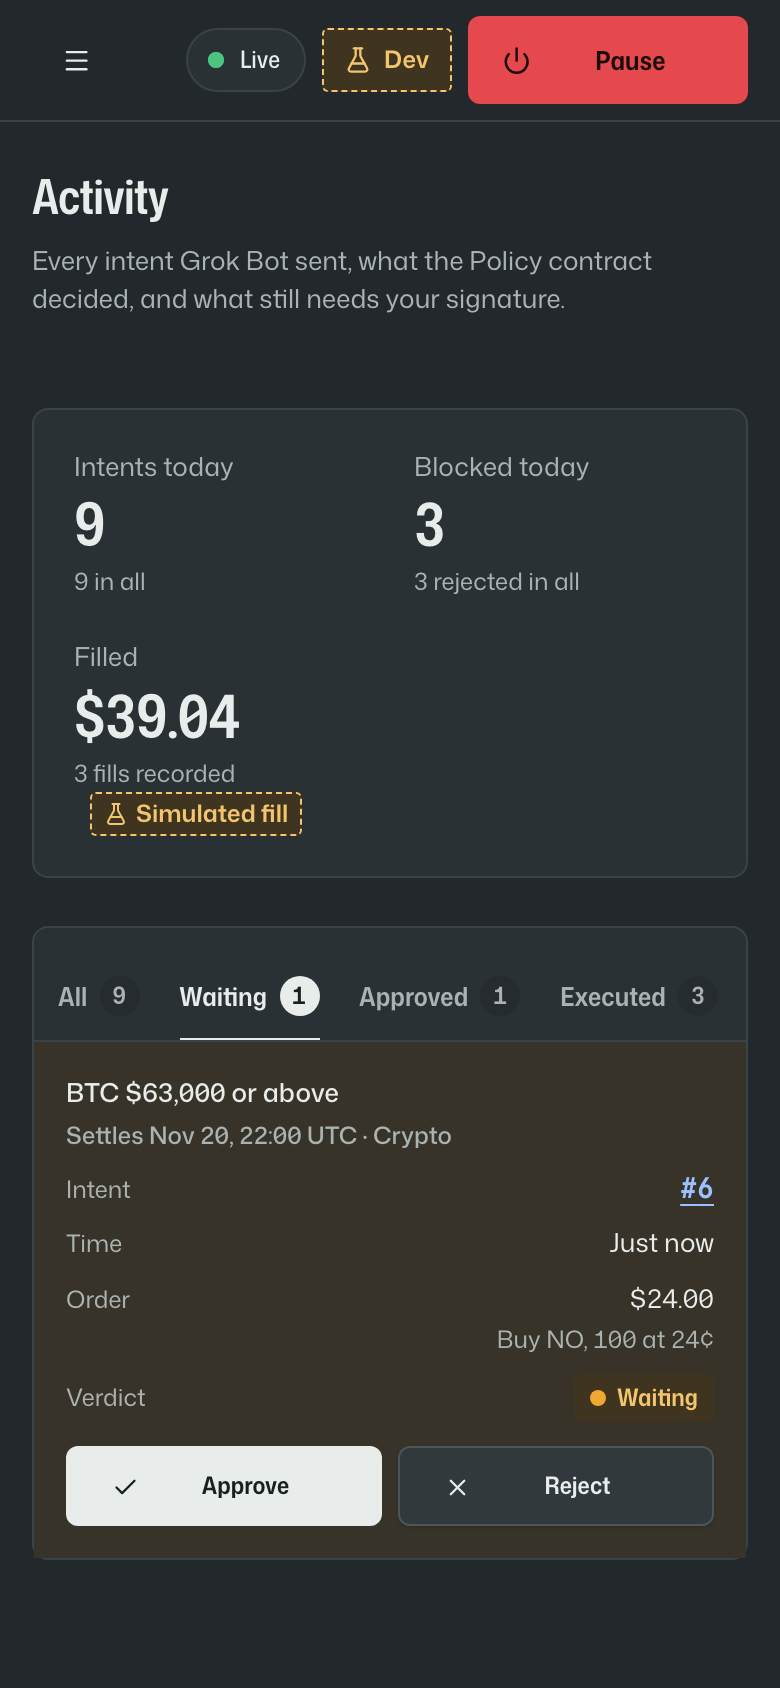 Live
Dev
Pause
Activity
Every intent Grok Bot sent, what the Policy contract
decided, and what still needs your signature.
Intents today
9
9 in all
Blocked today
3
3 rejected in all
Filled
$39.04
3 fills recorded
Simulated fill
All 9 Waiting 1 Approved 1 Executed 3
BTC $63,000 or above
Settles Nov 20, 22:00 UTC · Crypto
Intent #6
Time Just now
Order $24.00
Buy NO, 100 at 24¢
Verdict Waiting
Approve Reject